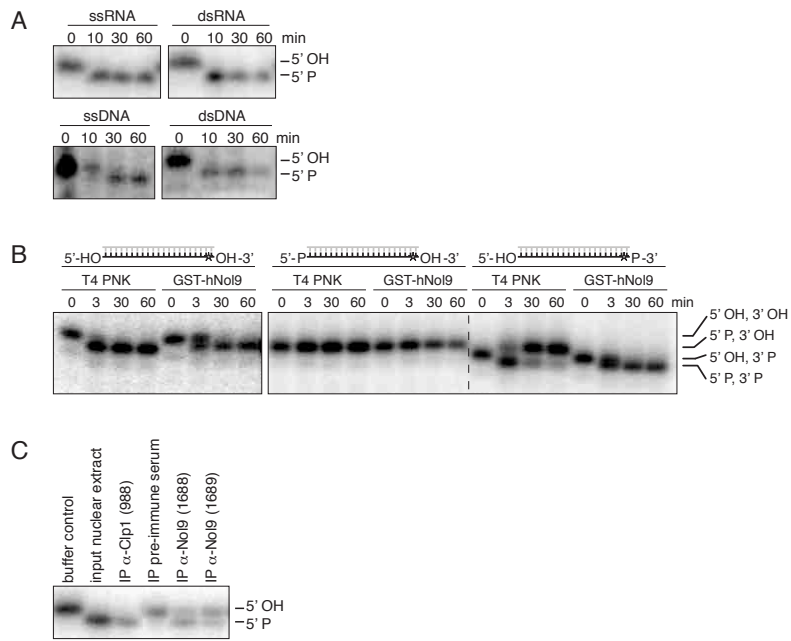 A
ssRNA dsRNA
0 10 30 60 0 10 30 60 min
5' OH
5' P
ssDNA dsDNA
0 10 30 60 0 10 30 60 min
5' OH
5' P
B
5'-HO OH-3' 5'-P OH-3' 5'-HO P-3'
T4 PNK GST-hNol9 T4 PNK GST-hNol9 T4 PNK GST-hNol9
0 3 30 60 0 3 30 60 0 3 30 60 0 3 30 60 0 3 30 60 0 3 30 60 min
5' OH, 3' OH
5' P, 3' OH
5' OH, 3' P
5' P, 3' P
C
buffer control
input nuclear extract
IP α-Clp1 (988)
IP pre-immune serum
IP α-Nol9 (1688)
IP α-Nol9 (1689)
5' OH
5' P